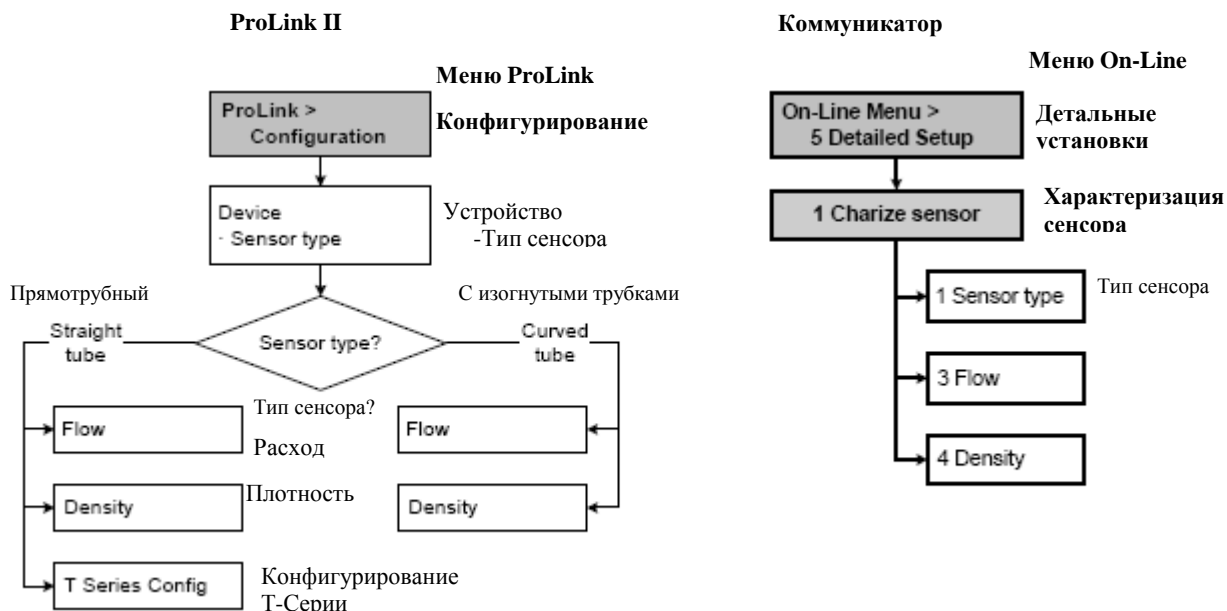 ProLink II
Коммуникатор
Меню ProLink
Меню On-Line
ProLink >
Configuration
Конфигурирование
On-Line Menu >
5 Detailed Setup
Детальные
установки
Device
· Sensor type
Устройство
-Тип сенсора
1 Charize sensor
Характеризация
сенсора
Прямотрубный
С изогнутыми трубками
1 Sensor type
Тип сенсора
Straight
tube
Sensor type?
Curved
tube
3 Flow
Тип сенсора?
Flow
Расход
Flow
4 Density
Плотность
Density
Density
T Series Config
Конфигурирование
Т-Серии